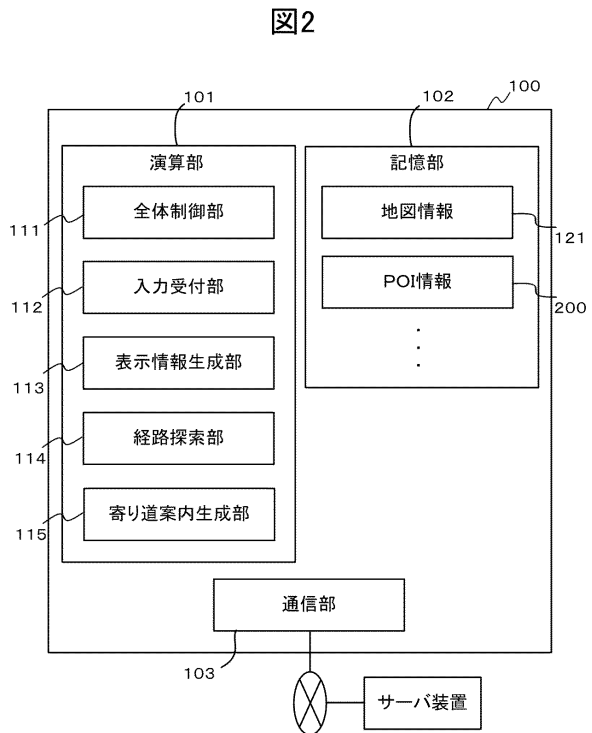 図2
100
101
102
演算部
記憶部
全体制御部
111
地図情報
121
入力受付部
112
POI情報
200
表示情報生成部
113
経路探索部
114
寄り道案内生成部
115
通信部
103
サーバ装置